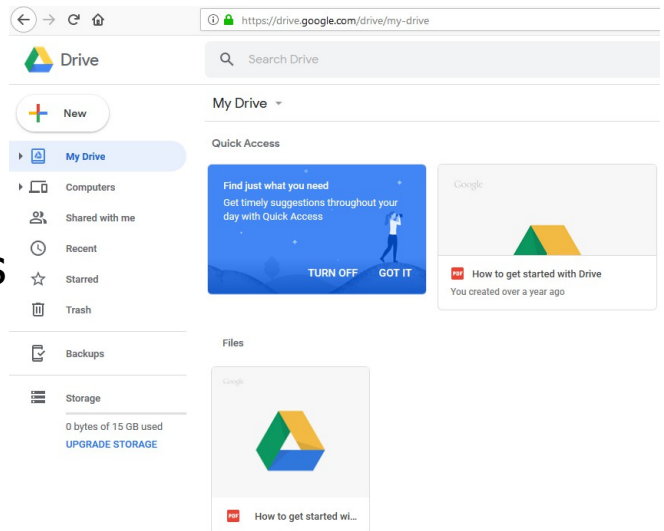 https://drive.google.com/drive/my-drive
Drive
Search Drive
New
My Drive
Computers
Shared with me
Recent
S
Starred
Trash
Backups
Storage
0 bytes of 15 GB used
UPGRADE STORAGE
My Drive
Quick Access
Find just what you need
Get timely suggestions throughout your
day with Quick Access
TURN OFF GOT IT
Google
PDF How to get started with Drive
You created over a year ago
Files
Google
PDF How to get started wi...